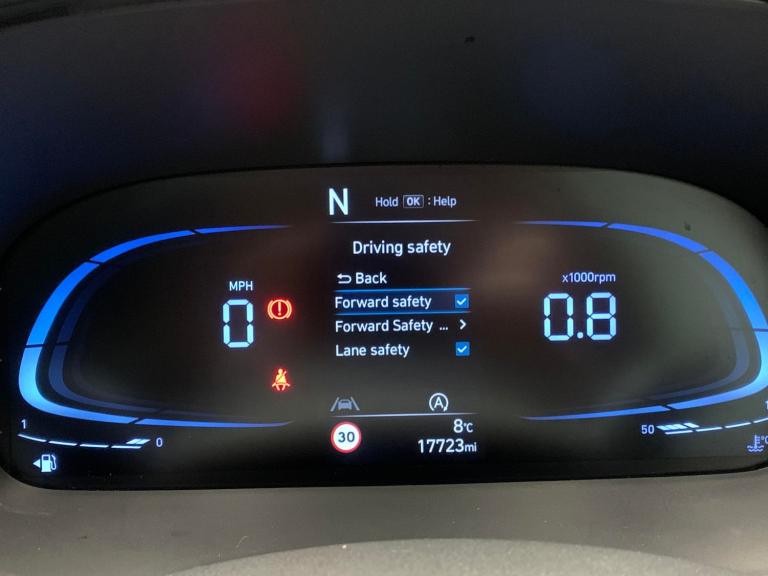 N Hold OK : Help
Driving safety
MPH
Back
x1000rpm
0
Forward safety
0.8
Forward Safety ...
Lane safety
A
1
0
30
8°C
50
17723mi